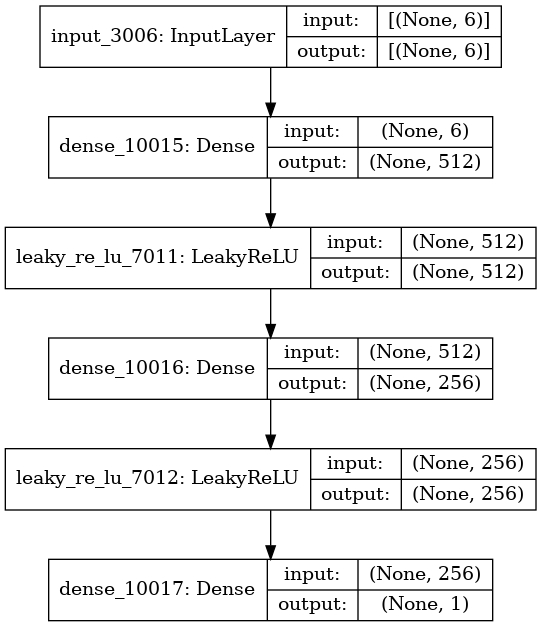 input_3006: InputLayer
input: [(None, 6)]
output: [(None, 6)]
dense_10015: Dense
input: (None, 6)
output: (None, 512)
leaky_re_lu_7011: LeakyReLU
input: (None, 512)
output: (None, 512)
dense_10016: Dense
input: (None, 512)
output: (None, 256)
leaky_re_lu_7012: LeakyReLU
input: (None, 256)
output: (None, 256)
dense_10017: Dense
input: (None, 256)
output: (None, 1)